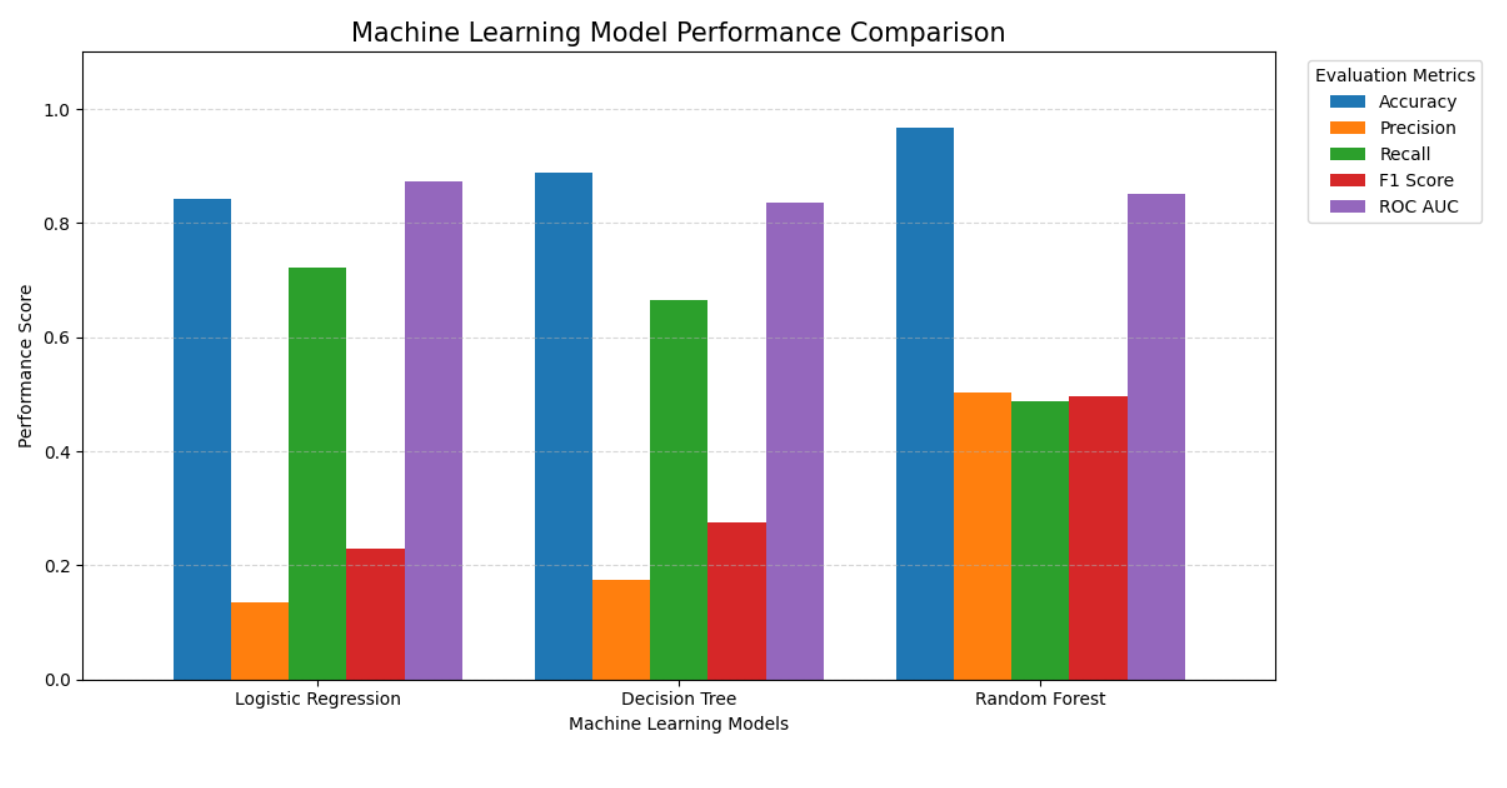 Machine Learning Model Performance Comparison
Evaluation Metrics
Accuracy
Precision
Recall
F1 Score
ROC AUC
Performance Score
1.0
0.8
0.6
0.4
0.2
0.0
Logistic Regression
Decision Tree
Random Forest
Machine Learning Models